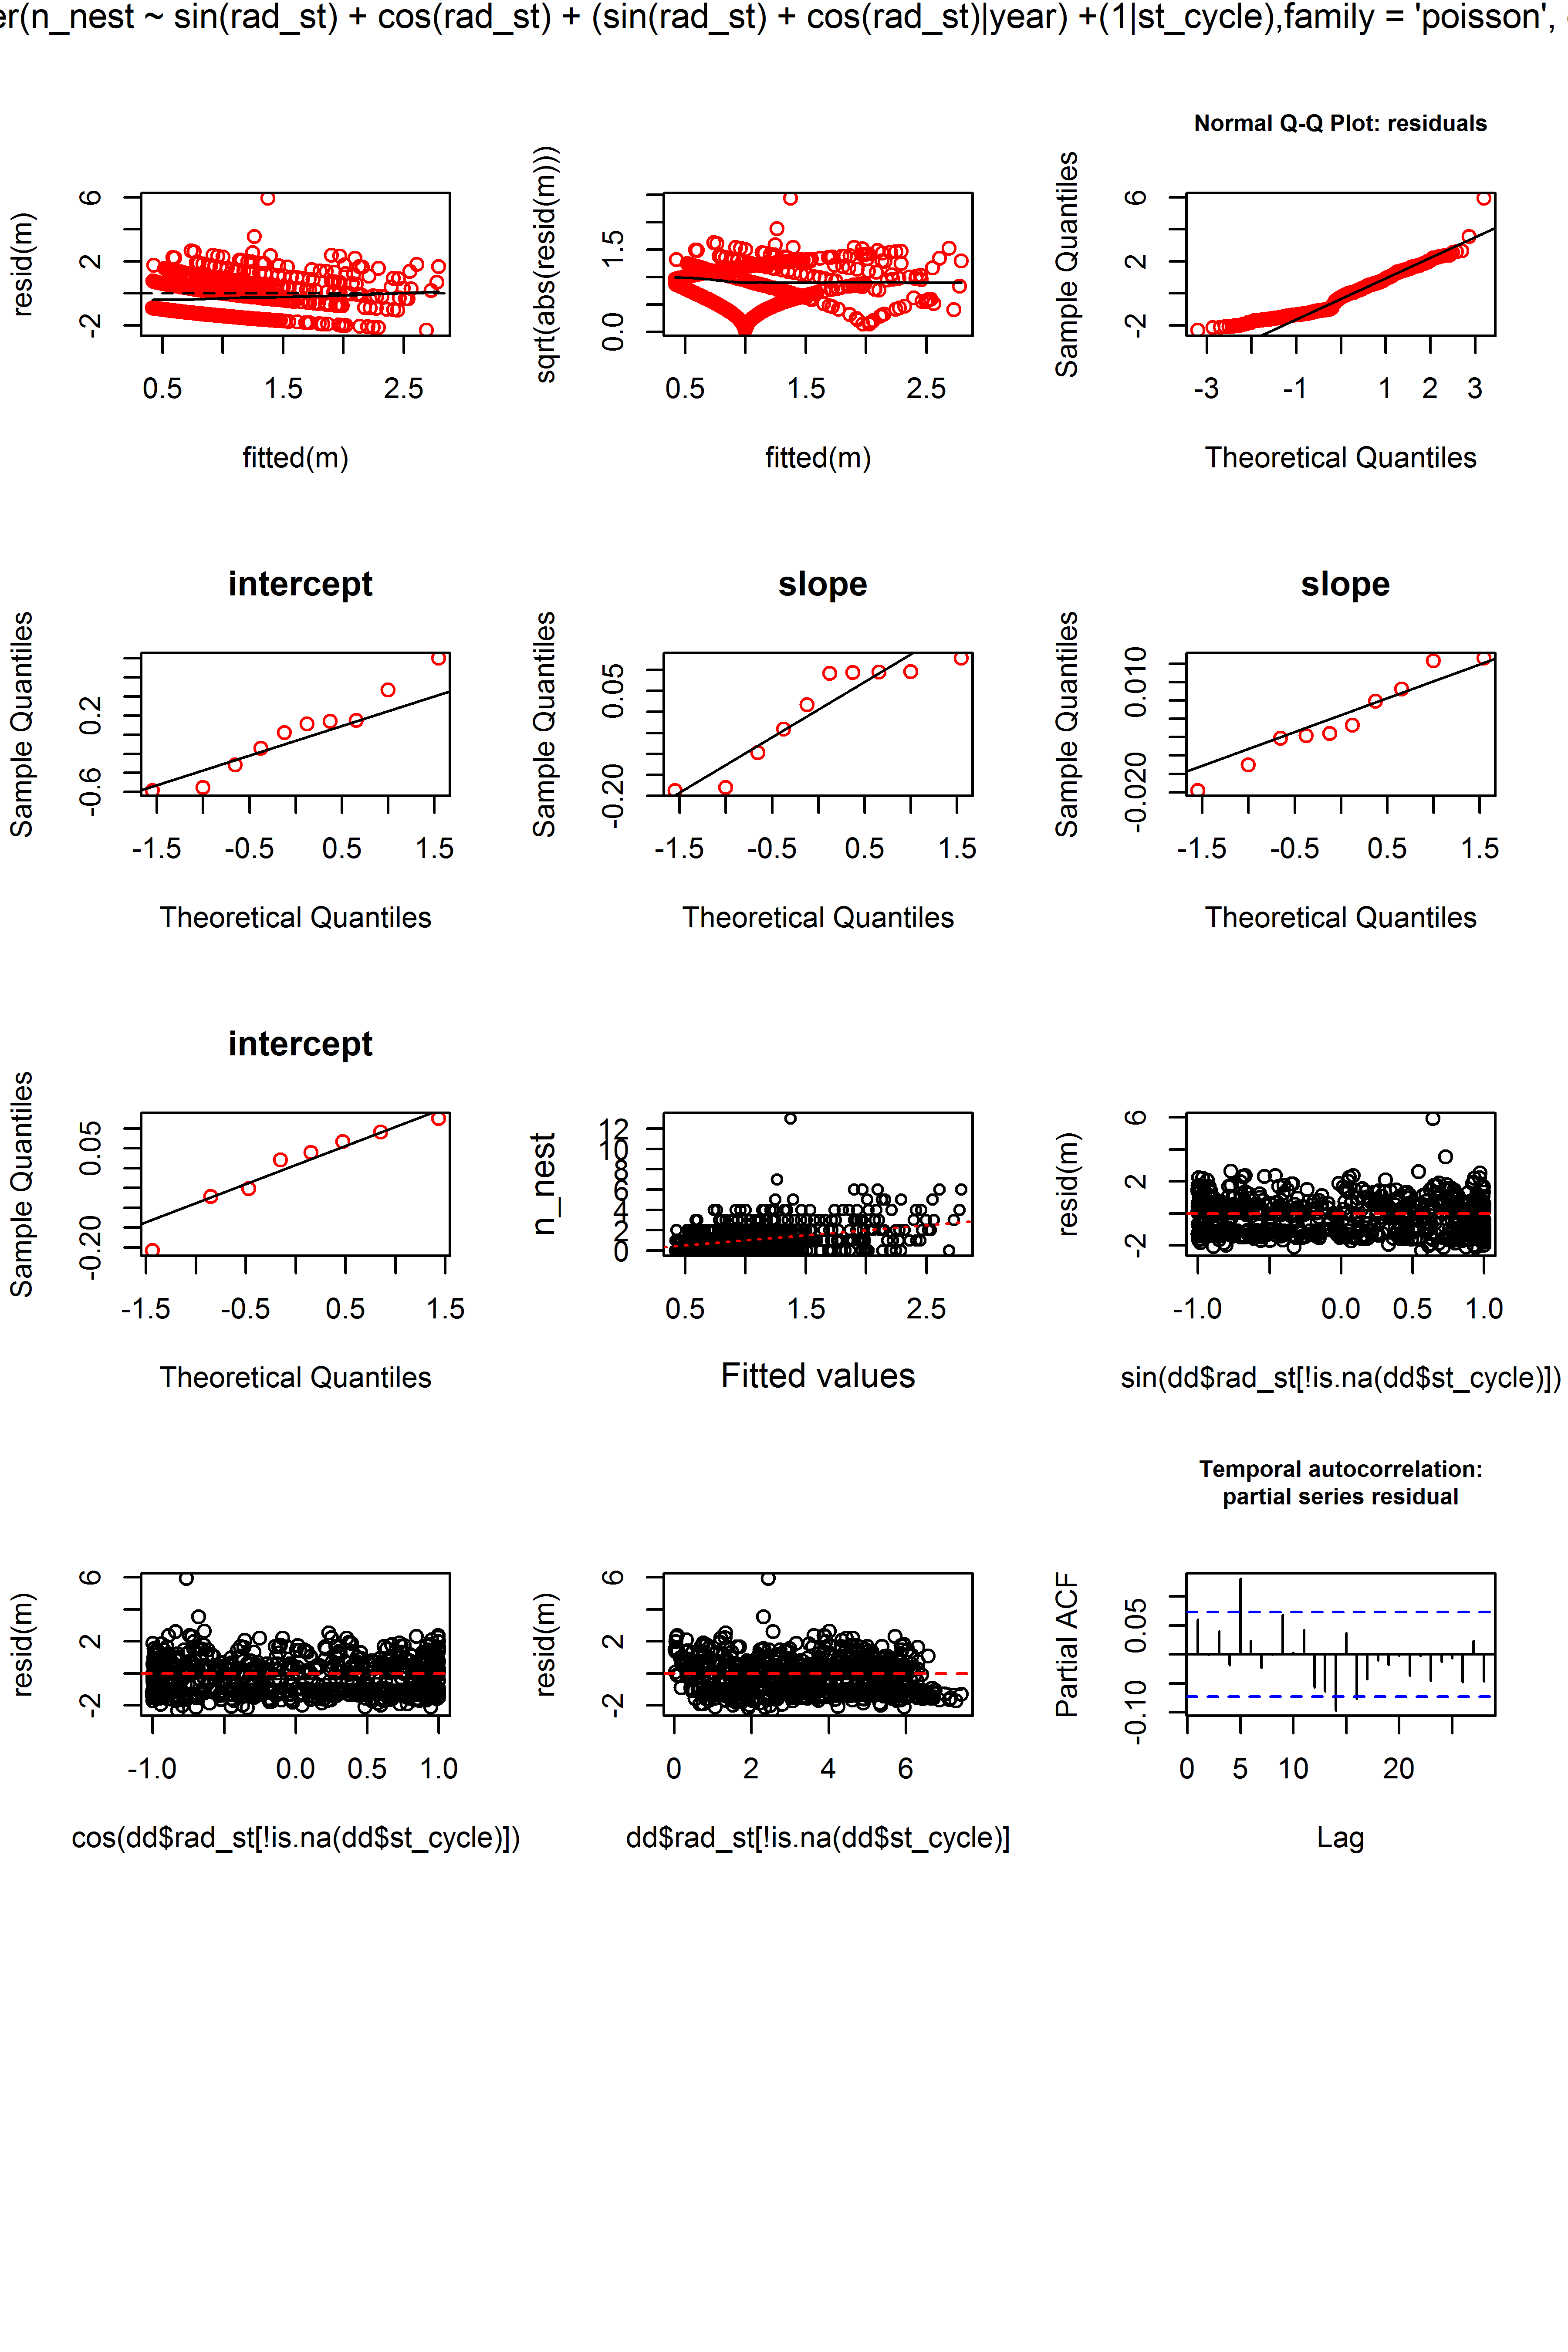 er(n_nest ~ sin(rad_st) + cos(rad_st) + (sin(rad_st) + cos(rad_st)|year) +(1|st_cycle),family = 'poisson',
Normal Q-Q Plot: residuals
resid(m)
-2 2 6
0.5 1.5 2.5
fitted(m)
sqrt(abs(resid(m)))
0.0 1.5
0.5 1.5 2.5
fitted(m)
Sample Quantiles
-2 2 6
-3 -1 1 2 3
Theoretical Quantiles
intercept
Sample Quantiles
-0.6 0.2
-1.5 -0.5 0.5 1.5
Theoretical Quantiles
slope
Sample Quantiles
-0.20 0.05
-1.5 -0.5 0.5 1.5
Theoretical Quantiles
slope
Sample Quantiles
-0.020 0.010
-1.5 -0.5 0.5 1.5
Theoretical Quantiles
intercept
Sample Quantiles
-0.20 0.05
-1.5 -0.5 0.5 1.5
Theoretical Quantiles
n_nest
0 2 4 6 8 10 12
0.5 1.5 2.5
Fitted values
resid(m)
-2 2 6
-1.0 0.0 0.5 1.0
sin(dd$rad_st[!is.na(dd$st_cycle)])
resid(m)
-2 2 6
-1.0 0.0 0.5 1.0
cos(dd$rad_st[!is.na(dd$st_cycle)])
resid(m)
-2 2 6
0 2 4 6
dd$rad_st[!is.na(dd$st_cycle)]
Temporal autocorrelation:
partial series residual
Partial ACF
-0.10 0.05
0 5 10 20
Lag